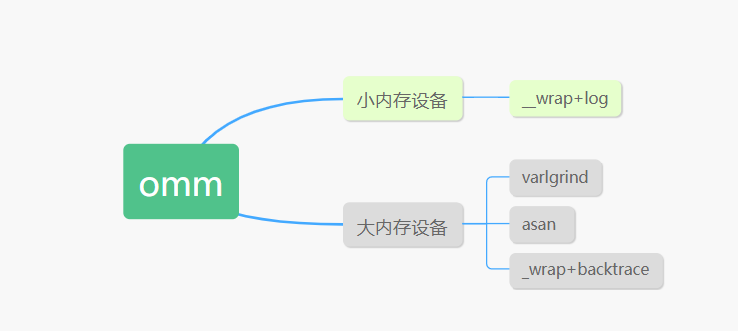 omm
小内存设备
__wrap+log
大内存设备
varlgrind
asan
_wrap+backtrace